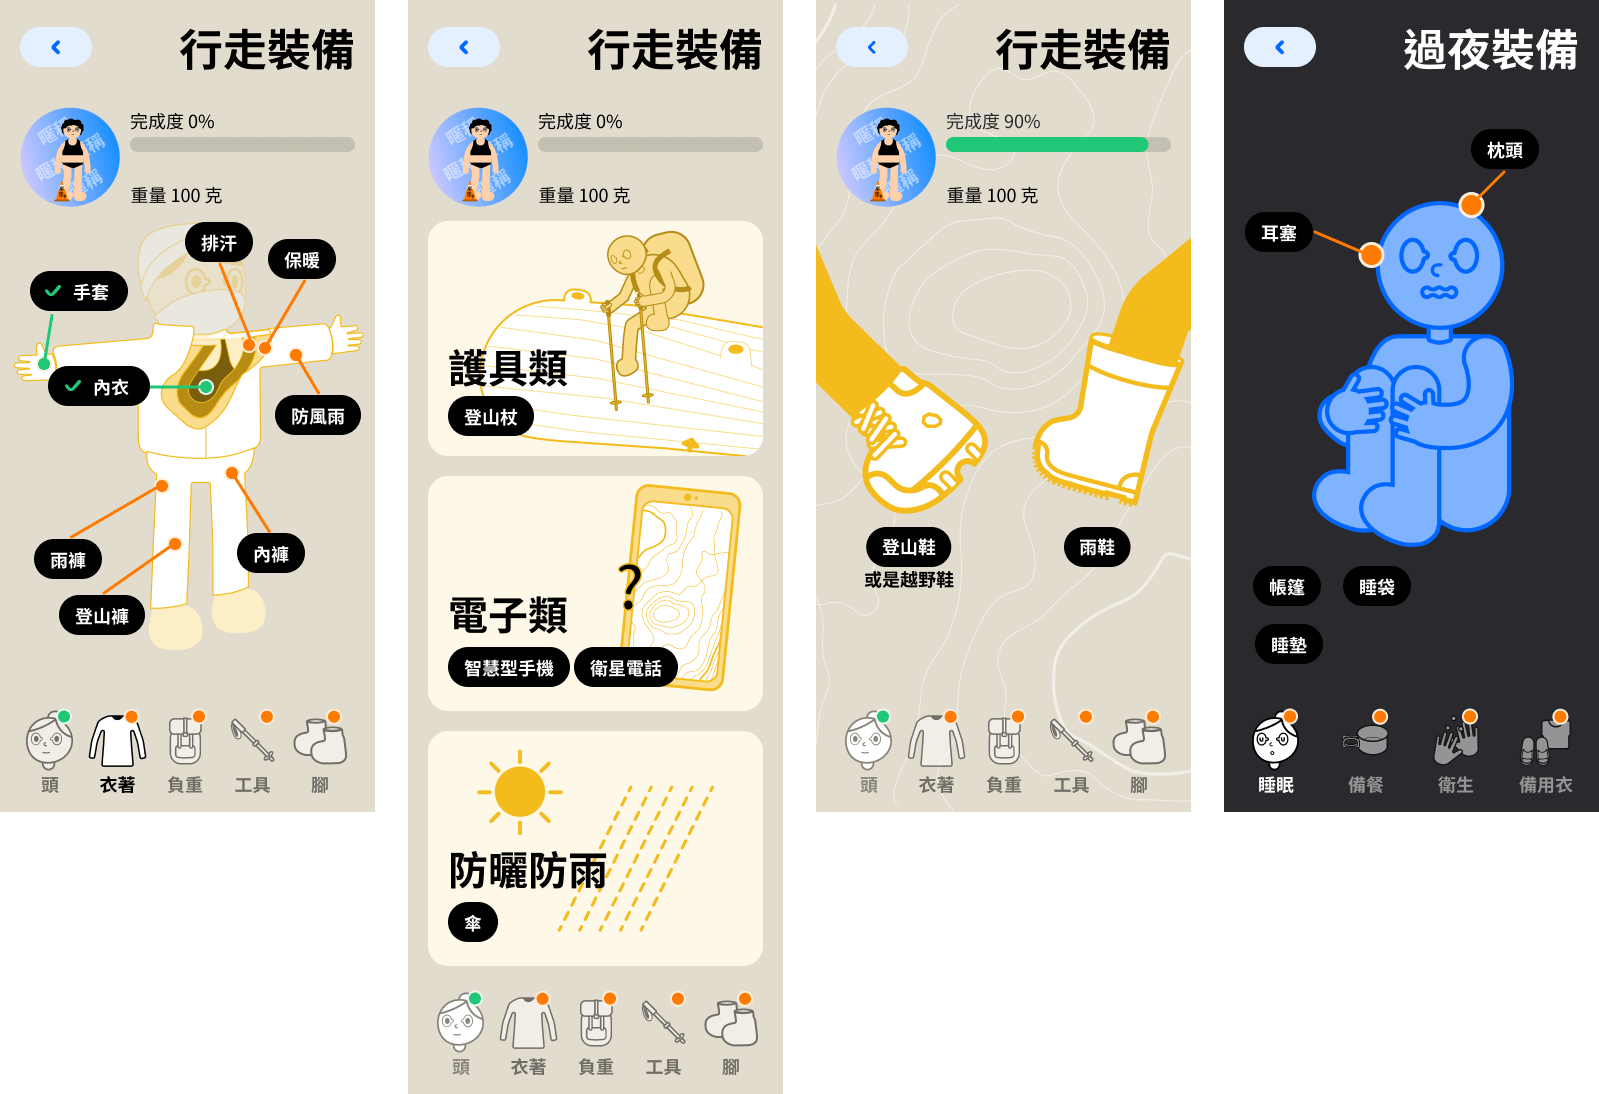 行走裝備
暱稱
完成度 0%
重量 100 克
排汗
保暖
手套
內衣
防風雨
雨褲
內褲
登山褲
頭
衣著
負重
工具
腳
行走裝備
暱稱
完成度 0%
重量 100 克
護具類
登山杖
?
電子類
智慧型手機
衛星電話
防曬防雨
傘
頭
衣著
負重
工具
腳
行走裝備
暱稱
完成度 90%
重量 100 克
登山鞋
或是越野鞋
雨鞋
頭
衣著
負重
工具
腳
過夜裝備
枕頭
耳塞
帳篷
睡袋
睡墊
睡眠
備餐
衛生
備用衣